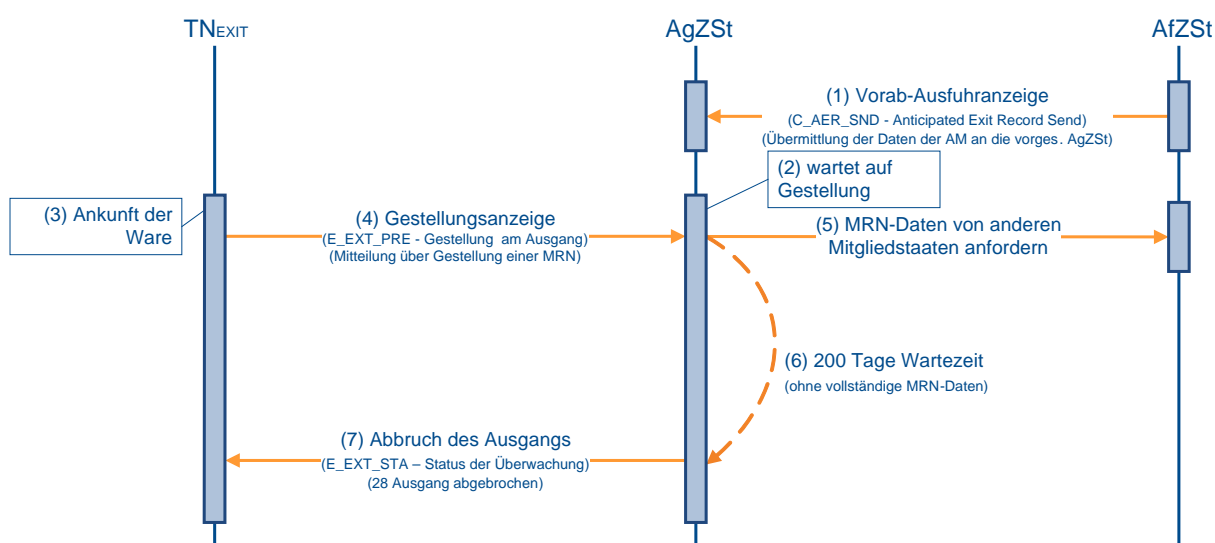 TNEXIT
AgZSt
AfZSt
(1) Vorab-Ausfuhranzeige
(C_AER_SND - Anticipated Exit Record Send)
(Übermittlung der Daten der AM an die vorges. AgZSt)
(2) wartet auf
Gestellung
(3) Ankunft der
Ware
(4) Gestellungsanzeige
(E_EXT_PRE - Gestellung am Ausgang)
(Mitteilung über Gestellung einer MRN)
(5) MRN-Daten von anderen
Mitgliedstaaten anfordern
(6) 200 Tage Wartezeit
(ohne vollständige MRN-Daten)
(7) Abbruch des Ausgangs
(E_EXT_STA – Status der Überwachung)
(28 Ausgang abgebrochen)